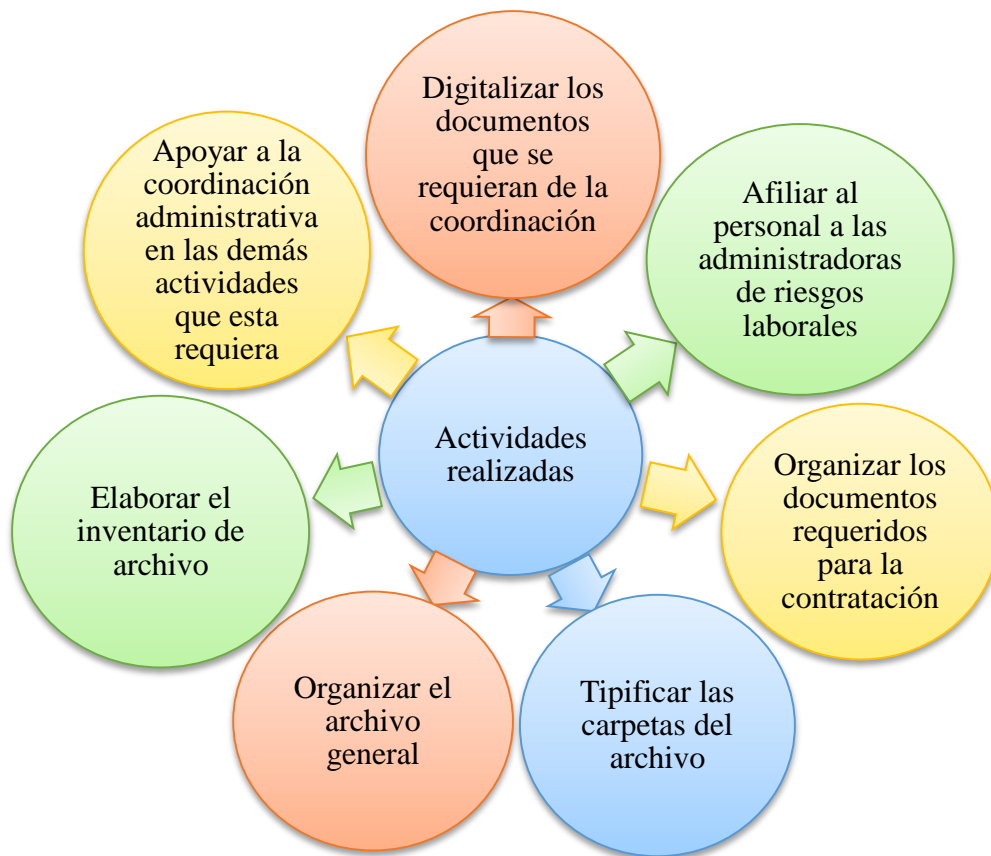 Digitalizar los
documentos
que se
requieran de la
coordinación
Afiliar al
personal a las
administradoras
de riesgos
laborales
Organizar los
documentos
requeridos
para la
contratación
Tipificar las
carpetas del
archivo
Organizar el
archivo
general
Elaborar el
inventario de
archivo
Apoyar a la
coordinación
administrativa
en las demás
actividades
que esta
requiera
Actividades
realizadas